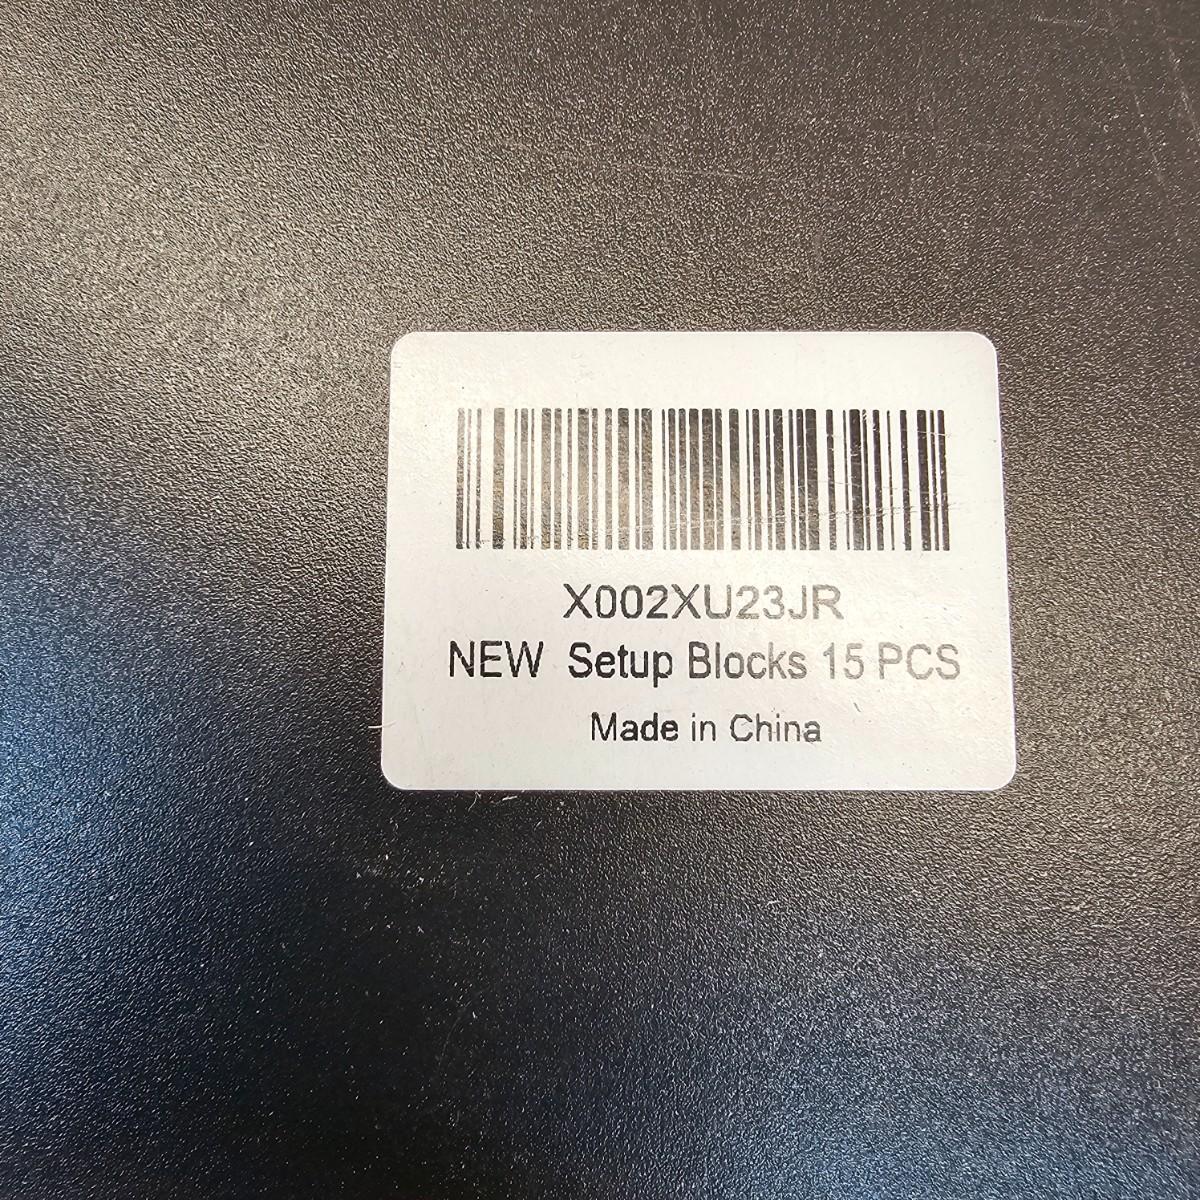 X002XU23JR
NEW Setup Blocks 15 PCS
Made in China